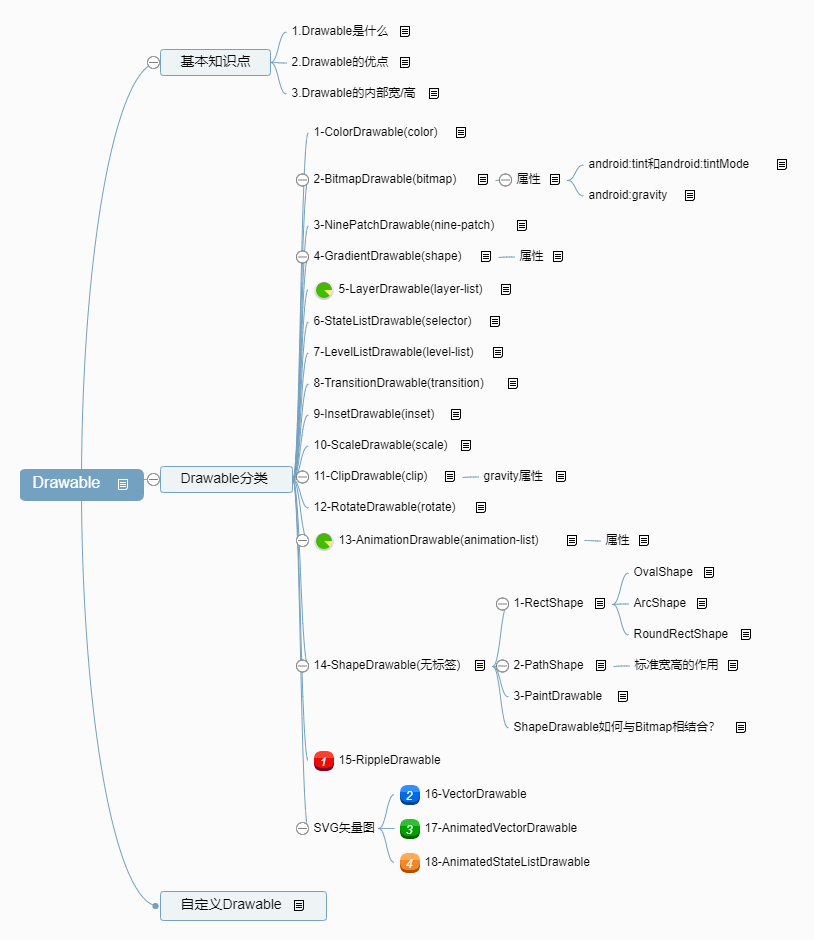 Drawable
基本知识点
1.Drawable是什么
2.Drawable的优点
3.Drawable的内部宽/高
Drawable分类
1-ColorDrawable(color)
2-BitmapDrawable(bitmap)
属性
android:tint和android:tintMode
android:gravity
3-NinePatchDrawable(nine-patch)
4-GradientDrawable(shape)
属性
5-LayerDrawable(layer-list)
6-StateListDrawable(selector)
7-LevelListDrawable(level-list)
8-TransitionDrawable(transition)
9-InsetDrawable(inset)
10-ScaleDrawable(scale)
11-ClipDrawable(clip)
gravity属性
12-RotateDrawable(rotate)
13-AnimationDrawable(animation-list)
属性
14-ShapeDrawable(无标签)
1-RectShape
OvalShape
ArcShape
RoundRectShape
2-PathShape
标准宽高的作用
3-PaintDrawable
ShapeDrawable如何与Bitmap相结合?
1 15-RippleDrawable
SVG矢量图
2 16-VectorDrawable
3 17-AnimatedVectorDrawable
4 18-AnimatedStateListDrawable
自定义Drawable